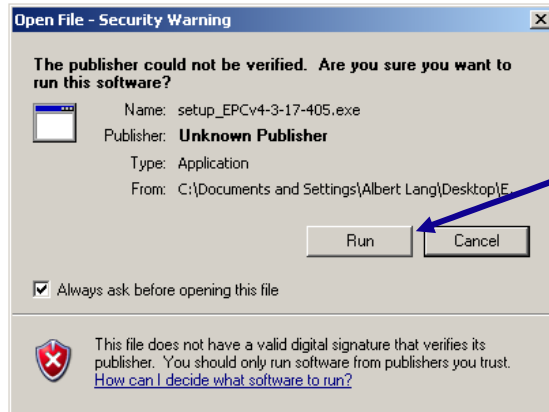 Open File - Security Warning
The publisher could not be verified. Are you sure you want to
run this software?
Name: setup_EPCv4-3-17-405.exe
Publisher: Unknown Publisher
Type: Application
From: C:\Documents and Settings\Albert Lang\Desktop\E...
Run Cancel
Always ask before opening this file
This file does not have a valid digital signature that verifies its
publisher. You should only run software from publishers you trust.
How can I decide what software to run?